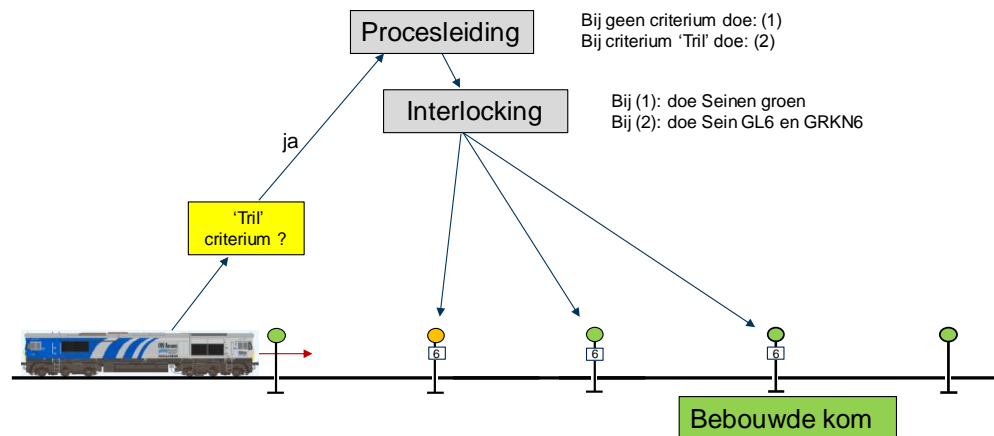 Procesleiding
Bij geen criterium doe: (1)
Bij criterium ‘Tril’ doe: (2)
Interlocking
Bij (1): doe Seinen groen
Bij (2): doe Sein GL6 en GRKN6
ja
‘Tril’
criterium ?
6
6
6
Bebouwde kom